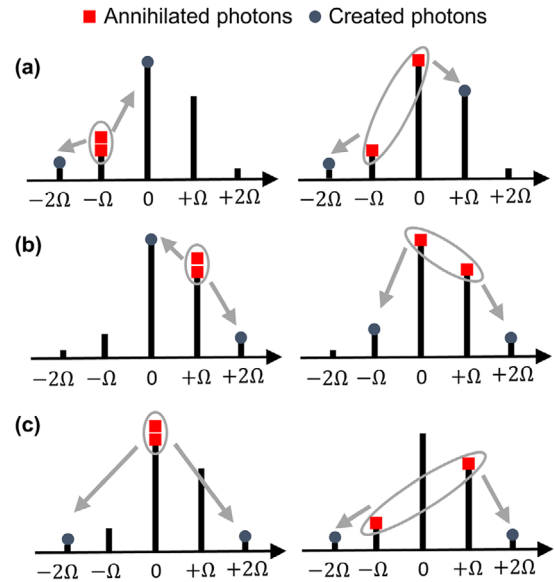 Annihilated photons Created photons
(a)
−2Ω −Ω 0 +Ω +2Ω −2Ω −Ω 0 +Ω +2Ω
(b)
−2Ω −Ω 0 +Ω +2Ω −2Ω −Ω 0 +Ω +2Ω
(c)
−2Ω −Ω 0 +Ω +2Ω −2Ω −Ω 0 +Ω +2Ω